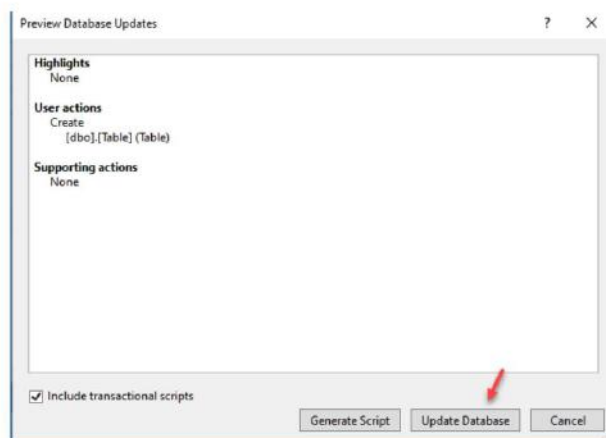 Preview Database Updates ? ×
Highlights
None
User actions
Create
[dbo].[Table] (Table)
Supporting actions
None
Include transactional scripts
Generate Script Update Database Cancel